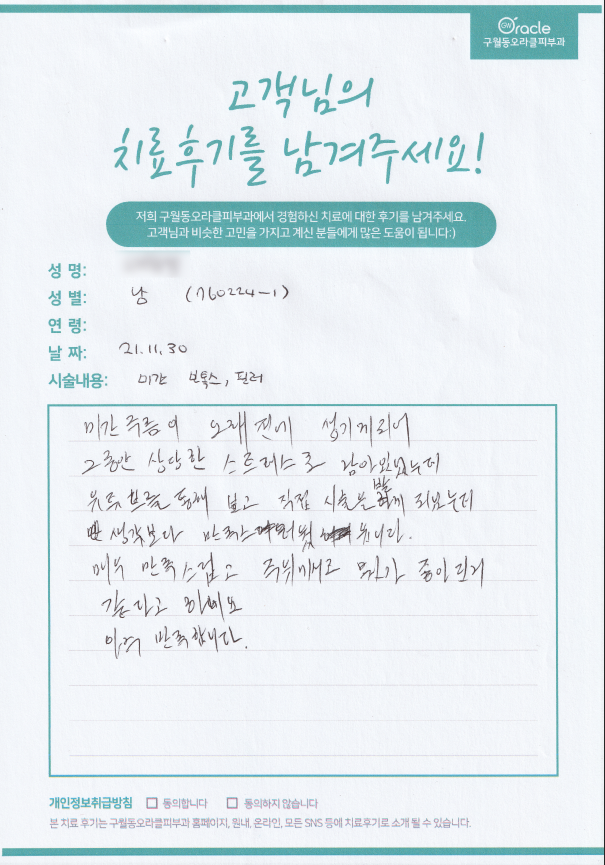 GW Oracle
구월동오라클피부과
고객님의
치료후기를 남겨주세요!
저희 구월동오라클피부과에서 경험하신 치료에 대한 후기를 남겨주세요.
고객님과 비슷한 고민을 가지고 계신 분들에게 많은 도움이 됩니다:)
성 명:
성 별: 남 (760224-1)
연 령:
날 짜: 21.11.30
시술내용: 미간 보톡스, 필러
미간 주름이 오래 전에 생기게 되어
그동안 상당한 스트레스로 남아있었는데
유튜브를 통해 보고 직접 시술을 받게 되었는데
생각보다 만족스러웠습니다.
매우 만족스럽고 주위에서도 뭔가 좋아진거
같다고 하네요
만족합니다.
개인정보취급방침 □ 동의합니다 □ 동의하지 않습니다
본 치료 후기는 구월동오라클피부과 홈페이지, 원내, 온라인, 모든 SNS 등에 치료후기로 소개 될 수 있습니다.